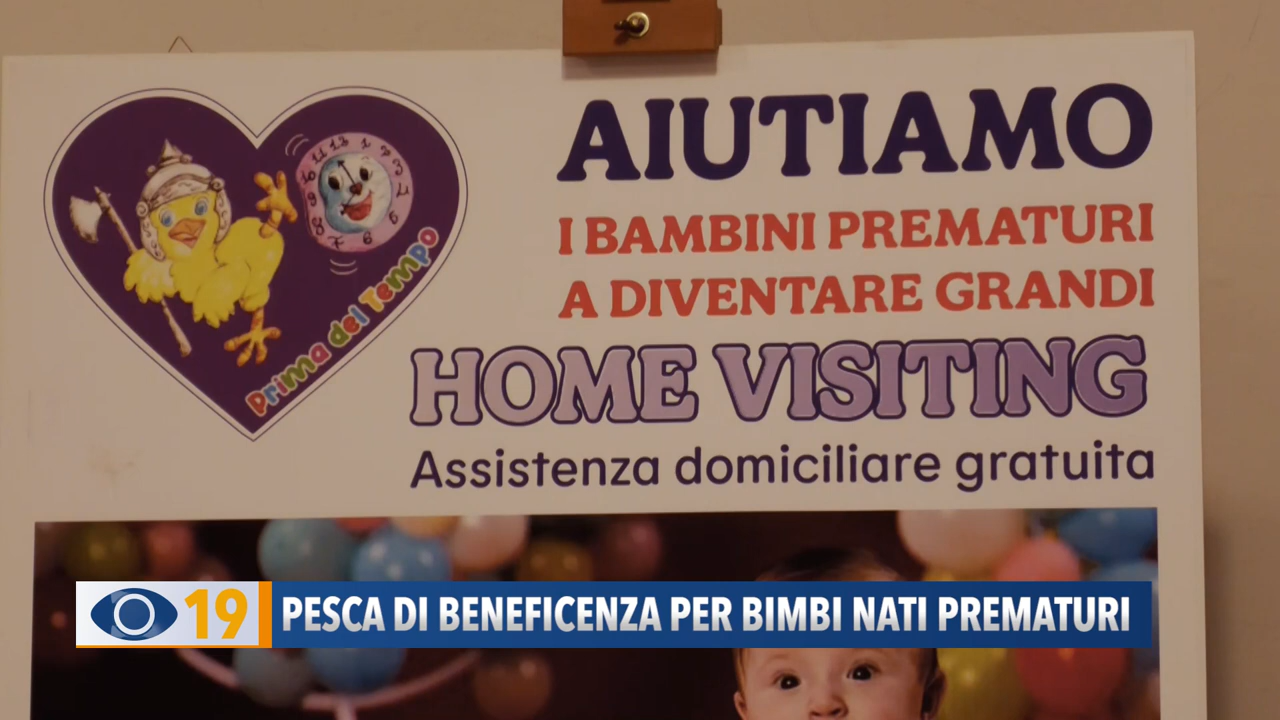 AIUTIAMO
I BAMBINI PREMATURI
A DIVENTARE GRANDI
HOME VISITING
Assistenza domiciliare gratuita
Prima del Tempo
19 PESCA DI BENEFICENZA PER BIMBI NATI PREMATURI